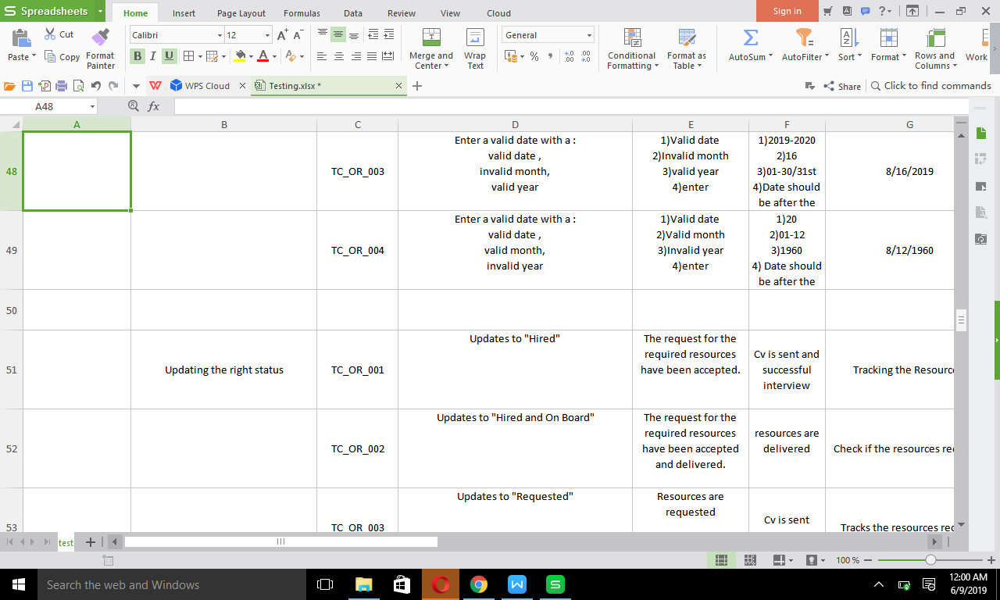 Spreadsheets Home Insert Page Layout Formulas Data Review View Cloud Sign in
Calibri 12 General
Cut
Paste Copy Format Painter
B I U
Merge and Center
Wrap Text
Conditional Formatting
Format as Table
AutoSum AutoFilter Sort Format Rows and Columns Work
WPS Cloud Testing.xlsx * Share Click to find commands
A48 fx
A B C D E F G
48
TC_OR_003
Enter a valid date with a :
valid date ,
invalid month,
valid year
1)Valid date
2)Invalid month
3)valid year
4)enter
1)2019-2020
2)16
3)01-30/31st
4)Date should
be after the
8/16/2019
49
TC_OR_004
Enter a valid date with a :
valid date ,
valid month,
invalid year
1)Valid date
2)Valid month
3)Invalid year
4)enter
1)20
2)01-12
3)1960
4) Date should
be after the
8/12/1960
50
51
Updating the right status
TC_OR_001
Updates to "Hired"
The request for the
required resources
have been accepted.
Cv is sent and
successful
interview
Tracking the Resourc
52
TC_OR_002
Updates to "Hired and On Board"
The request for the
required resources
have been accepted
and delivered.
resources are
delivered
Check if the resources re
53
TC_OR_003
Updates to "Requested"
Resources are
requested
Cv is sent
Tracks the resources rec
test
100 %
Search the web and Windows
12:00 AM
6/9/2019